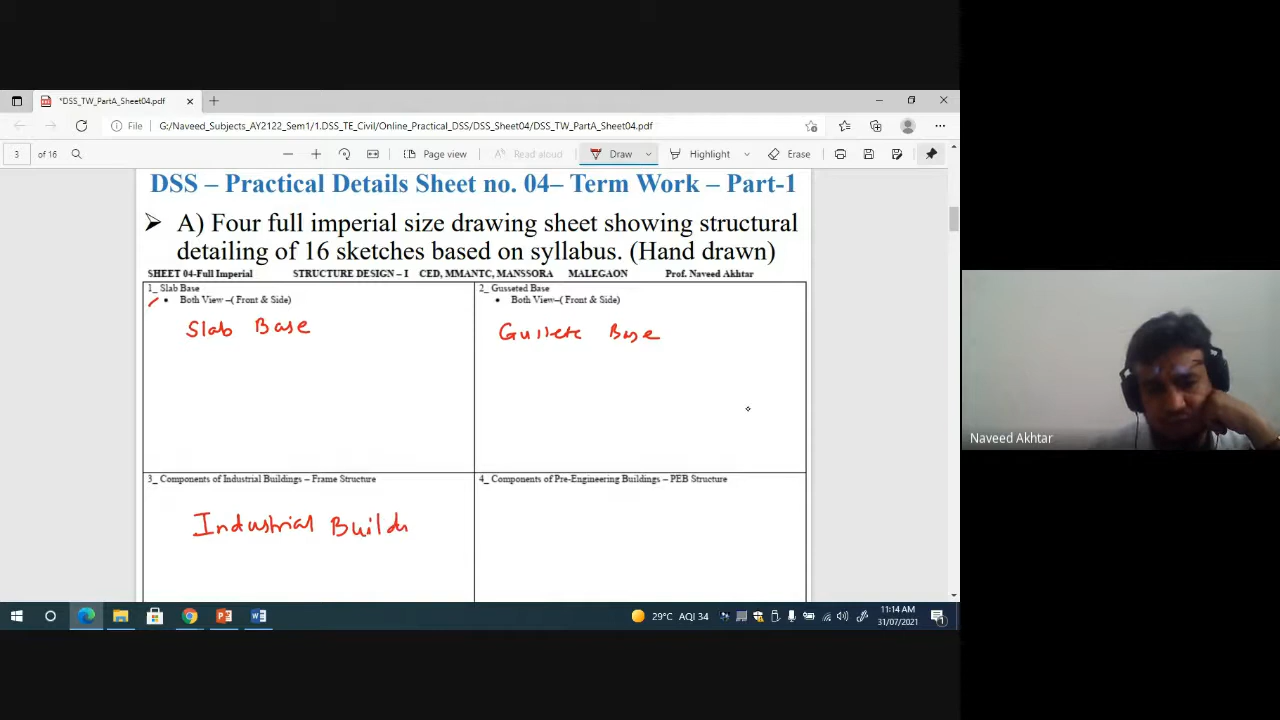 *DSS_TW_PartA_Sheet04.pdf
File G:/Naveed_Subjects_AY2122_Sem1/1.DSS_TE_Civil/Online_Practical_DSS/DSS_Sheet04/DSS_TW_PartA_Sheet04.pdf
3 of 16 Page view Read aloud Draw Highlight Erase
DSS – Practical Details Sheet no. 04– Term Work – Part-1
A) Four full imperial size drawing sheet showing structural
detailing of 16 sketches based on syllabus. (Hand drawn)
SHEET 04-Full Imperial STRUCTURE DESIGN – I CED, MMANTC, MANSSORA MALEGAON Prof. Naveed Akhtar
1_ Slab Base
• Both View –( Front & Side)
Slab Base
2_ Gusseted Base
• Both View–( Front & Side)
Gussete Base
3_ Components of Industrial Buildings – Frame Structure
Industrial Buildi
4_ Components of Pre-Engineering Buildings – PEB Structure
Naveed Akhtar
29°C AQI 34
11:14 AM
31/07/2021